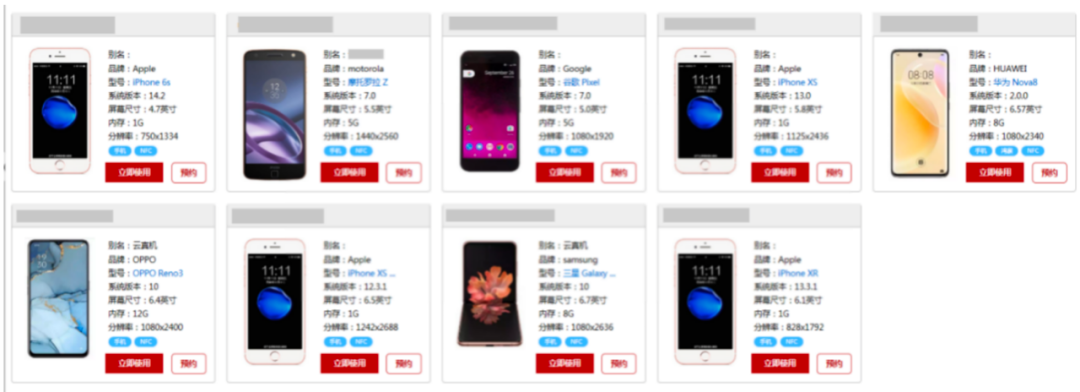 别名：
品牌：Apple
型号：iPhone 6s
系统版本：14.2
屏幕尺寸：4.7英寸
内存：1G
分辨率：750x1334
手机 NFC
立即使用 预约
别名：
品牌：motorola
型号：摩托罗拉 Z
系统版本：7.0
屏幕尺寸：5.5英寸
内存：5G
分辨率：1440x2560
手机 NFC
立即使用 预约
别名：
品牌：Google
型号：谷歌 Pixel
系统版本：7.0
屏幕尺寸：5.0英寸
内存：5G
分辨率：1080x1920
手机 NFC
立即使用 预约
别名：
品牌：Apple
型号：iPhone XS
系统版本：13.0
屏幕尺寸：5.8英寸
内存：1G
分辨率：1125x2436
手机 NFC
立即使用 预约
别名：
品牌：HUAWEI
型号：华为 Nova8
系统版本：2.0.0
屏幕尺寸：6.57英寸
内存：8G
分辨率：1080x2340
手机 鸿蒙 NFC
立即使用 预约
11:11
11:11
08:08
别名：云真机
品牌：OPPO
型号：OPPO Reno3
系统版本：10
屏幕尺寸：6.4英寸
内存：12G
分辨率：1080x2400
手机 NFC
立即使用 预约
别名：
品牌：Apple
型号：iPhone XS ...
系统版本：12.3.1
屏幕尺寸：6.5英寸
内存：1G
分辨率：1242x2688
手机 NFC
立即使用 预约
别名：云真机
品牌：samsung
型号：三星 Galaxy ...
系统版本：10
屏幕尺寸：6.7英寸
内存：8G
分辨率：1080x2636
手机 NFC
立即使用 预约
别名：
品牌：Apple
型号：iPhone XR
系统版本：13.3.1
屏幕尺寸：6.1英寸
内存：1G
分辨率：828x1792
手机 NFC
立即使用 预约
11:11
11:11